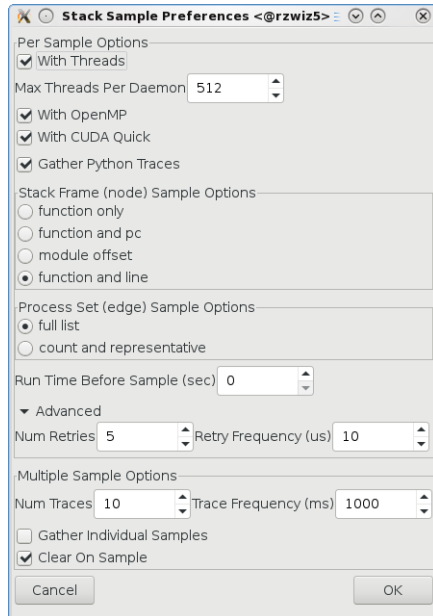 Stack Sample Preferences <@rzwiz5>
Per Sample Options
With Threads
Max Threads Per Daemon 512
With OpenMP
With CUDA Quick
Gather Python Traces
Stack Frame (node) Sample Options
function only
function and pc
module offset
function and line
Process Set (edge) Sample Options
full list
count and representative
Run Time Before Sample (sec) 0
Advanced
Num Retries 5 Retry Frequency (us) 10
Multiple Sample Options
Num Traces 10 Trace Frequency (ms) 1000
Gather Individual Samples
Clear On Sample
Cancel OK